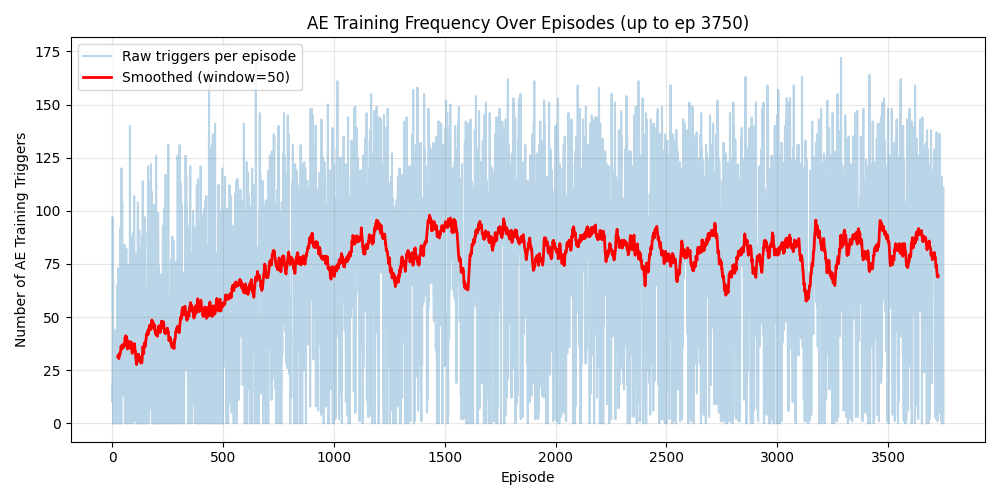 AE Training Frequency Over Episodes (up to ep 3750)
Raw triggers per episode
Smoothed (window=50)
Number of AE Training Triggers
175
150
125
100
75
50
25
0
0 500 1000 1500 2000 2500 3000 3500
Episode